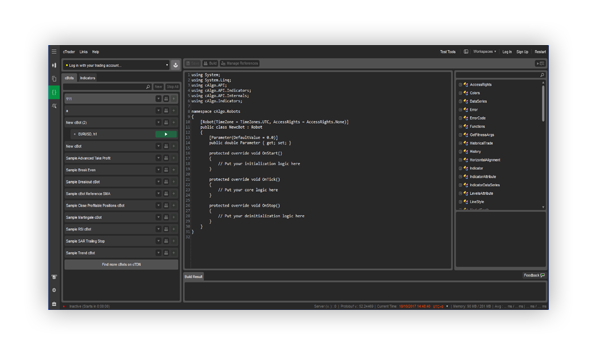 cTrader Links Help
Trial Tools Workspaces Log In Sign Up Restart
Log in with your trading account...
Build Manage References
cBots Indicators
New
New cBot (2)
EURUSD, h1
New cBot
Sample Advanced Take Profit
Sample Break Even
Sample Breakout cBot
Sample cBot Reference SMA
Sample Close Profitable Positions cBot
Sample Martingale cBot
Sample RSI cBot
Sample SAR Trailing Stop
Sample Trend cBot
Find more cBots on cTDN
using System;
using System.Linq;
using cAlgo.API;
using cAlgo.API.Indicators;
using cAlgo.API.Internals;
using cAlgo.Indicators;
namespace cAlgo.Robots
{
[Robot(TimeZone = TimeZones.UTC, AccessRights = AccessRights.None)]
public class NewcBot : Robot
{
[Parameter(DefaultValue = 0.0)]
public double Parameter { get; set; }
protected override void OnStart()
{
// Put your initialization logic here
}
protected override void OnTick()
{
// Put your core logic here
}
protected override void OnStop()
{
// Put your deinitialization logic here
}
}
}
AccessRights
Colors
DataSeries
Error
ErrorCode
Functions
GetFitnessArgs
HistoricalTrade
History
HorizontalAlignment
Indicator
IndicatorAttribute
IndicatorDataSeries
LevelsAttribute
LineStyle
Build Result
Feedback
Current Time: